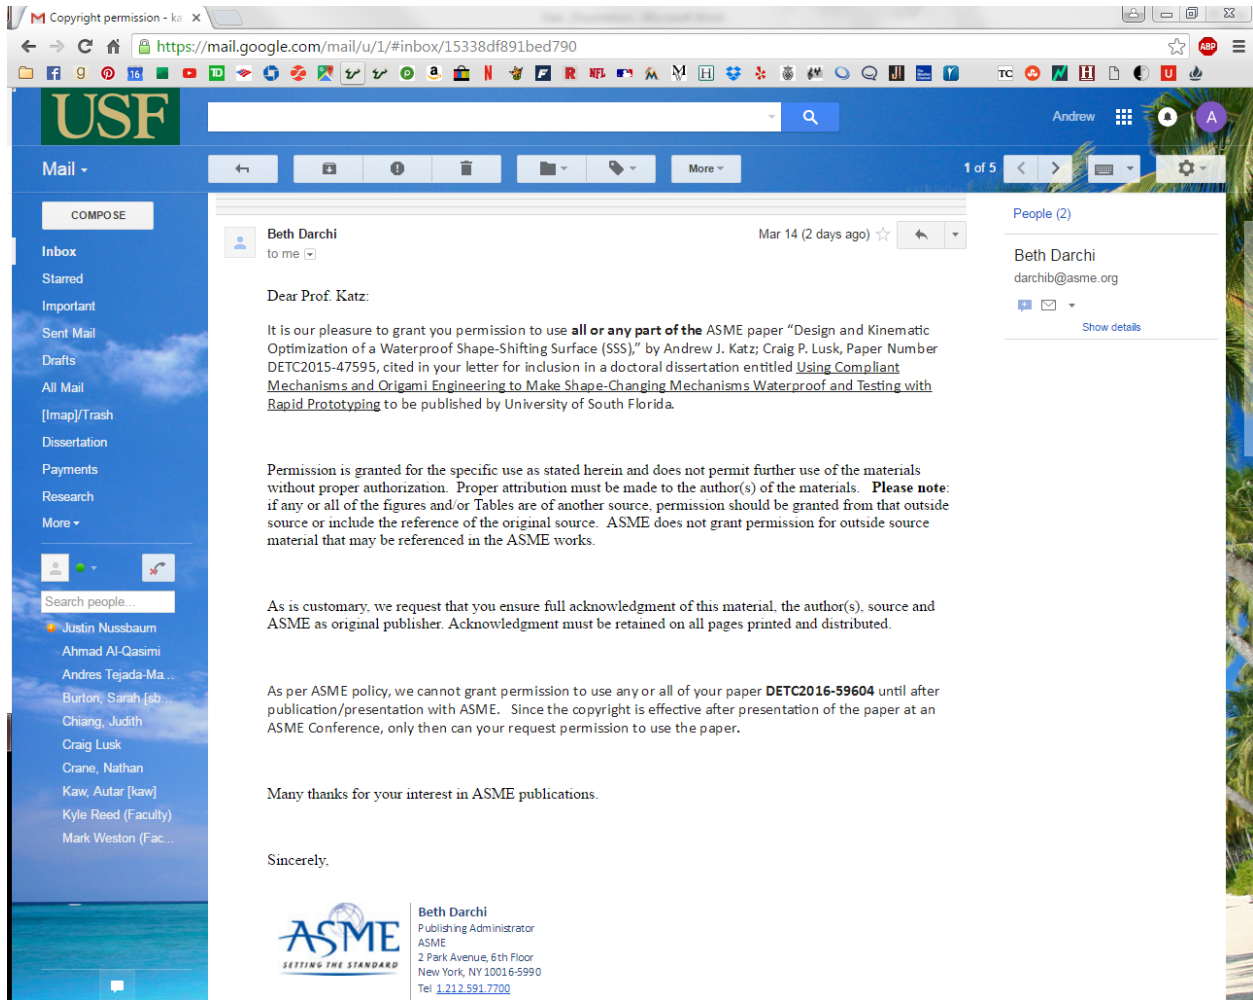 Copyright permission - ka
https://mail.google.com/mail/u/1/#inbox/15338df891bed790
ABP
USF
Andrew
A
Mail
More
1 of 5
COMPOSE
Inbox
Starred
Important
Sent Mail
Drafts
All Mail
[Imap]/Trash
Dissertation
Payments
Research
More
Search people...
Justin Nussbaum
Ahmad Al-Qasimi
Andres Tejada-Ma...
Burton, Sarah [sb...
Chiang, Judith
Craig Lusk
Crane, Nathan
Kaw, Autar [kaw]
Kyle Reed (Faculty)
Mark Weston (Fac...
Beth Darchi
Mar 14 (2 days ago)
to me
Dear Prof. Katz:
It is our pleasure to grant you permission to use all or any part of the ASME paper “Design and Kinematic
Optimization of a Waterproof Shape-Shifting Surface (SSS),” by Andrew J. Katz; Craig P. Lusk, Paper Number
DETC2015-47595, cited in your letter for inclusion in a doctoral dissertation entitled Using Compliant
Mechanisms and Origami Engineering to Make Shape-Changing Mechanisms Waterproof and Testing with
Rapid Prototyping to be published by University of South Florida.
Permission is granted for the specific use as stated herein and does not permit further use of the materials
without proper authorization.  Proper attribution must be made to the author(s) of the materials.   Please note:
if any or all of the figures and/or Tables are of another source, permission should be granted from that outside
source or include the reference of the original source.  ASME does not grant permission for outside source
material that may be referenced in the ASME works.
As is customary, we request that you ensure full acknowledgment of this material, the author(s), source and
ASME as original publisher. Acknowledgment must be retained on all pages printed and distributed.
As per ASME policy, we cannot grant permission to use any or all of your paper DETC2016-59604 until after
publication/presentation with ASME.   Since the copyright is effective after presentation of the paper at an
ASME Conference, only then can your request permission to use the paper.
Many thanks for your interest in ASME publications.
Sincerely,
ASME
SETTING THE STANDARD
Beth Darchi
Publishing Administrator
ASME
2 Park Avenue, 6th Floor
New York, NY 10016-5990
Tel 1.212.591.7700
People (2)
Beth Darchi
darchib@asme.org
Show details